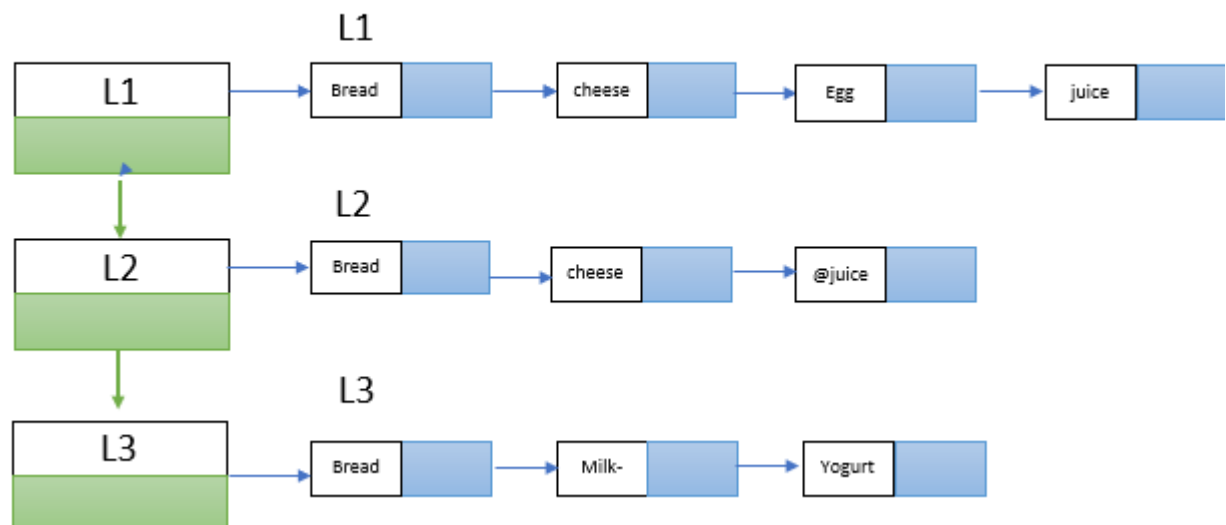 L1
L1
Bread
cheese
Egg
juice
L2
L2
Bread
cheese
@juice
L3
L3
Bread
Milk-
Yogurt